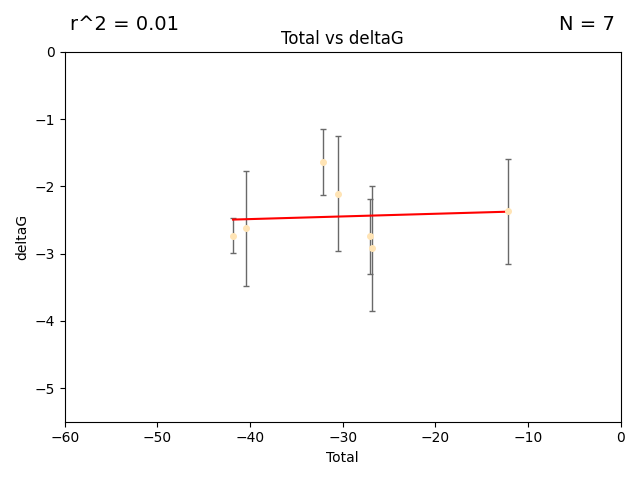 r^2 = 0.01
N = 7
Total vs deltaG
0
−1
−2
−3
−4
−5
deltaG
−60 −50 −40 −30 −20 −10 0
Total